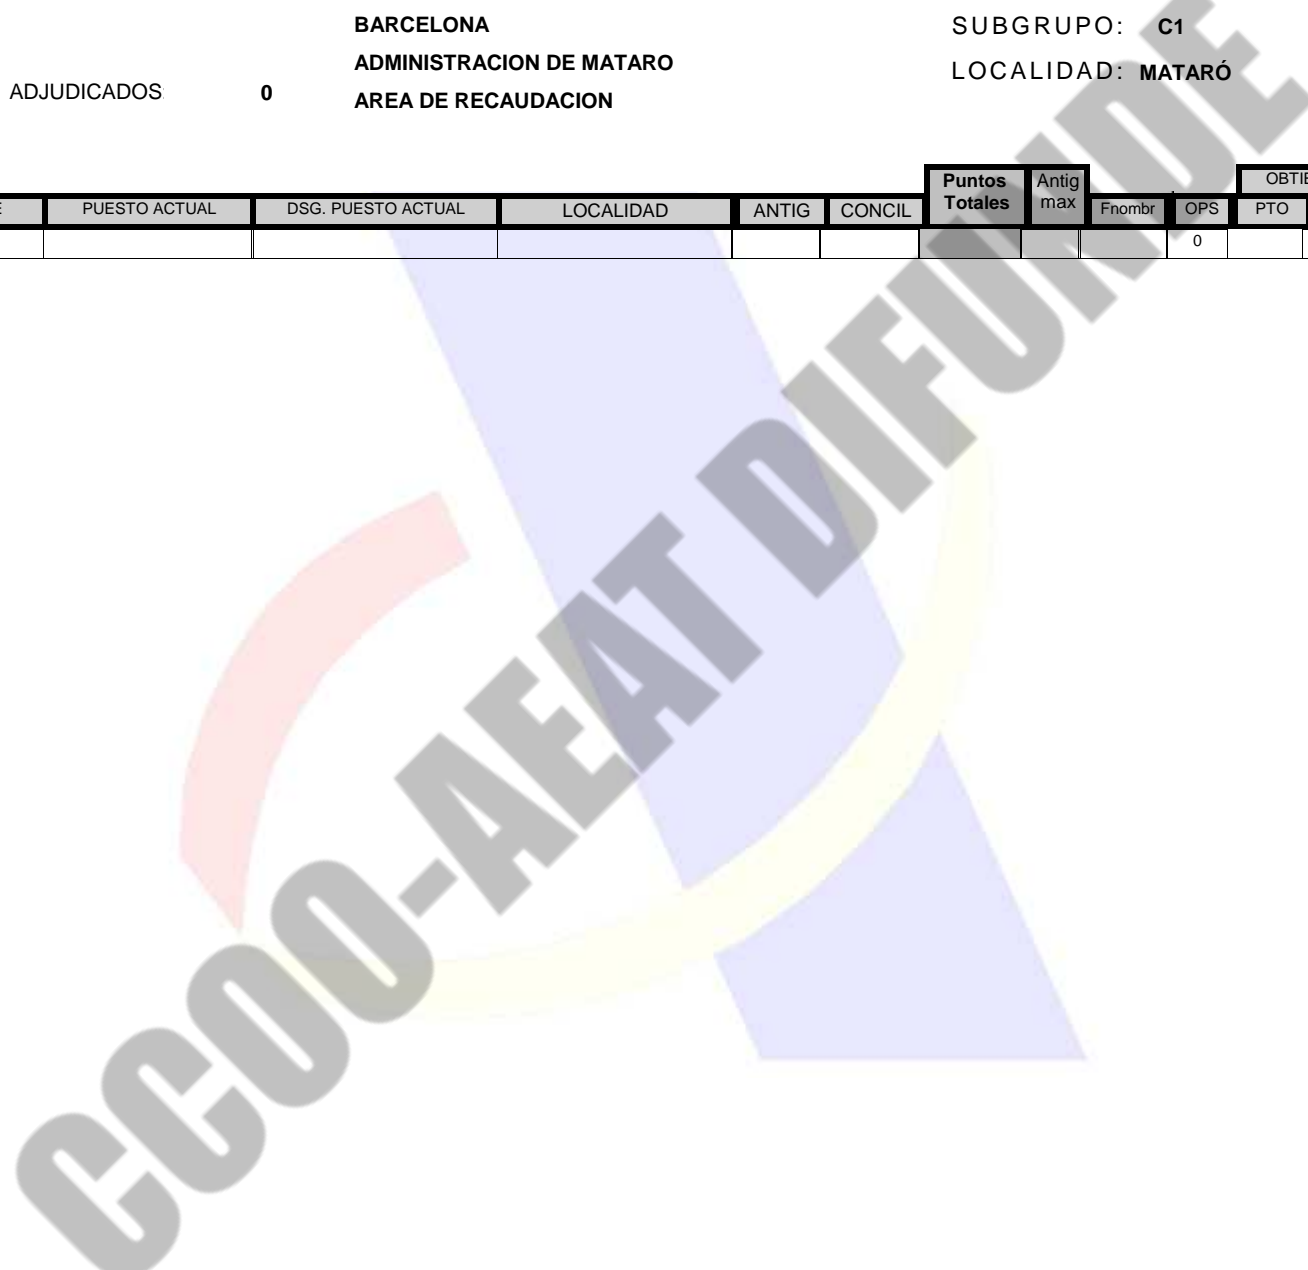 BARCELONA
SUBGRUPO: C1
ADMINISTRACION DE MATARO
LOCALIDAD: MATARÓ
ADJUDICADOS: 0
AREA DE RECAUDACION
PUESTO ACTUAL DSG. PUESTO ACTUAL LOCALIDAD ANTIG CONCIL Puntos Totales Antig max Fnombr OPS OBTIE PTO
0
CCOO-AEAT DIFUNDE